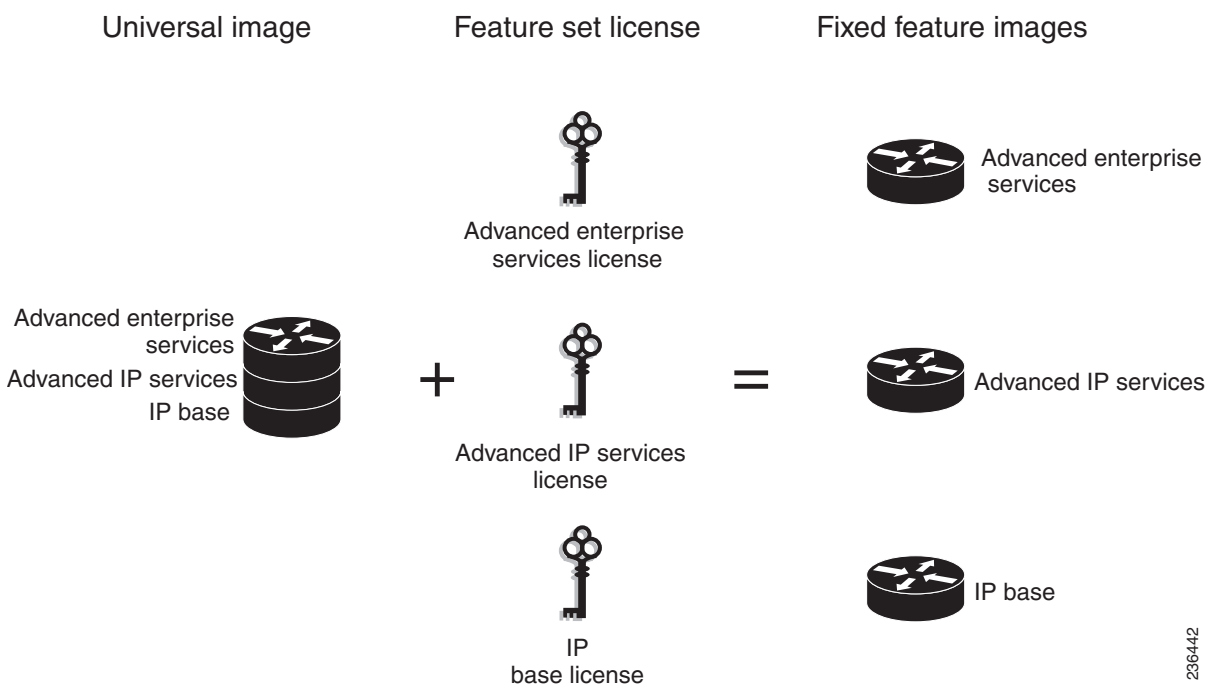 Universal image
Feature set license
Fixed feature images
Advanced enterprise
services license
Advanced enterprise
services
Advanced enterprise
services
Advanced IP services
IP base
+
=
Advanced IP services
license
Advanced IP services
IP
base license
IP base
236442